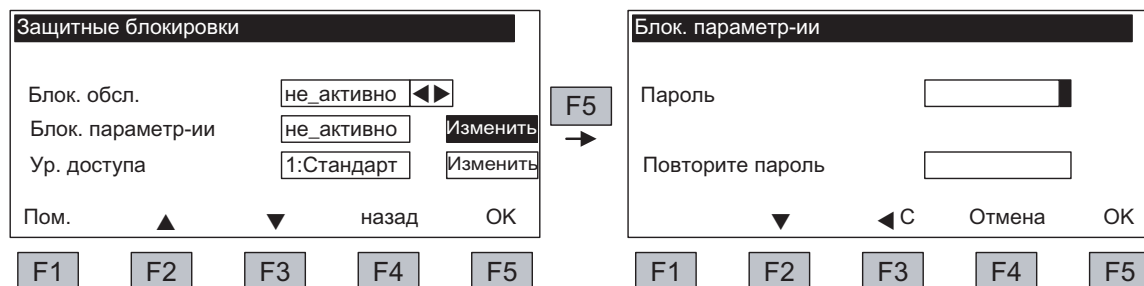 Защитные блокировки
Блок. обсл. не_активно ◀▶
Блок. параметр-ии не_активно Изменить
Ур. доступа 1:Стандарт Изменить
Пом. ▲ ▼ назад OK
F1 F2 F3 F4 F5
F5
→
Блок. параметр-ии
Пароль
Повторите пароль
▼ ◀ C Отмена OK
F1 F2 F3 F4 F5